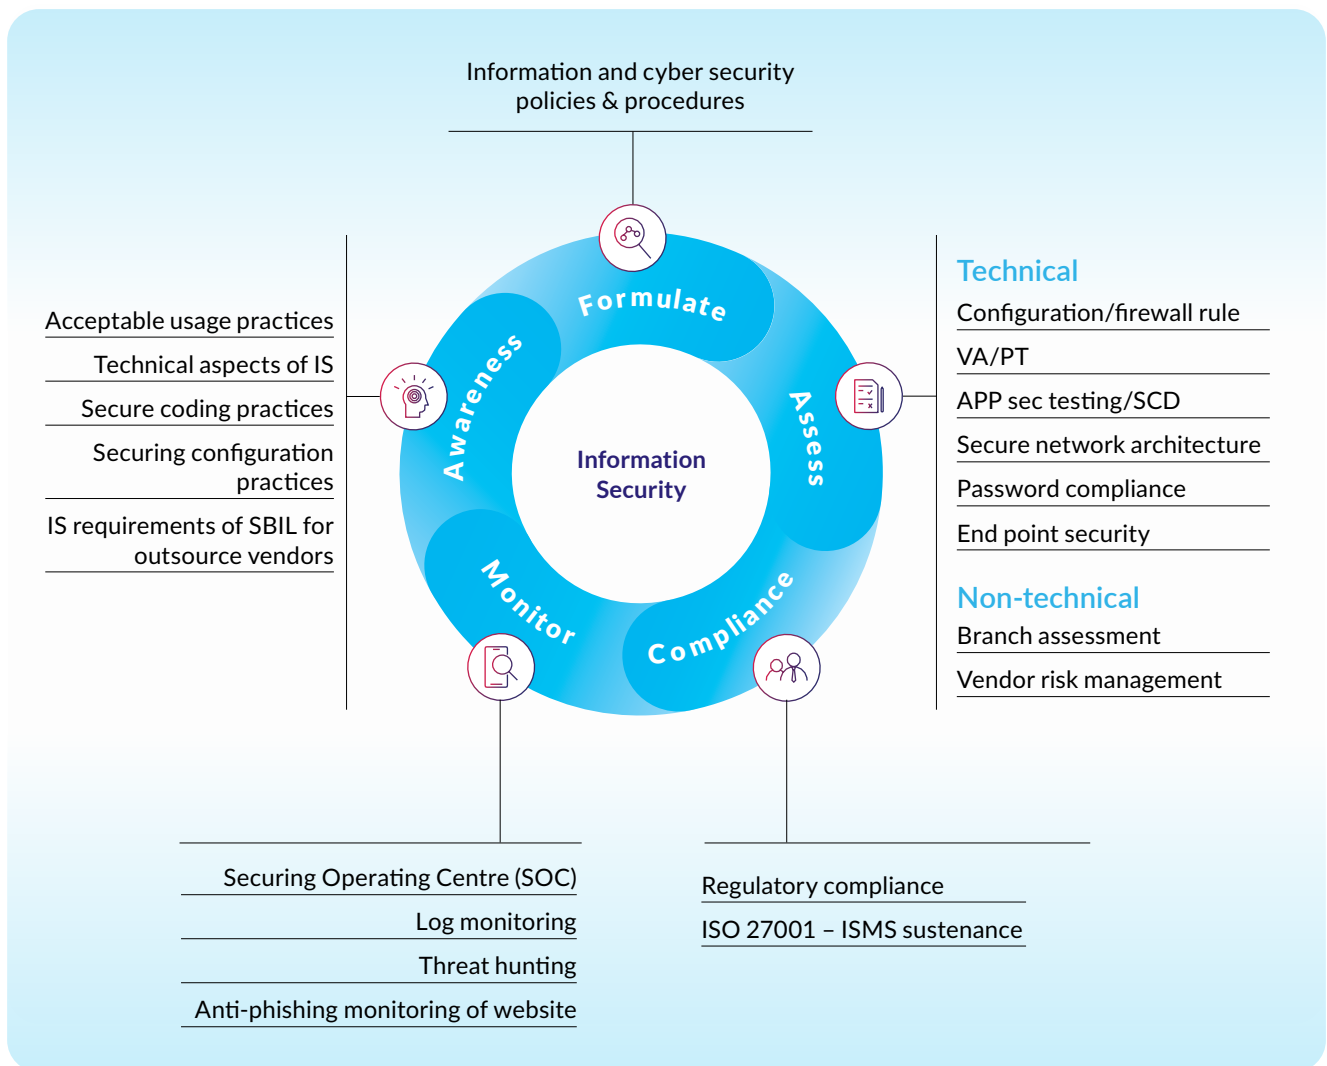 Information and cyber security
policies & procedures
Formulate
Assess
Compliance
Monitor
Awareness
Information
Security
Technical
Configuration/firewall rule
VA/PT
APP sec testing/SCD
Secure network architecture
Password compliance
End point security
Non-technical
Branch assessment
Vendor risk management
Regulatory compliance
ISO 27001 – ISMS sustenance
Securing Operating Centre (SOC)
Log monitoring
Threat hunting
Anti-phishing monitoring of website
Acceptable usage practices
Technical aspects of IS
Secure coding practices
Securing configuration
practices
IS requirements of SBIL for
outsource vendors